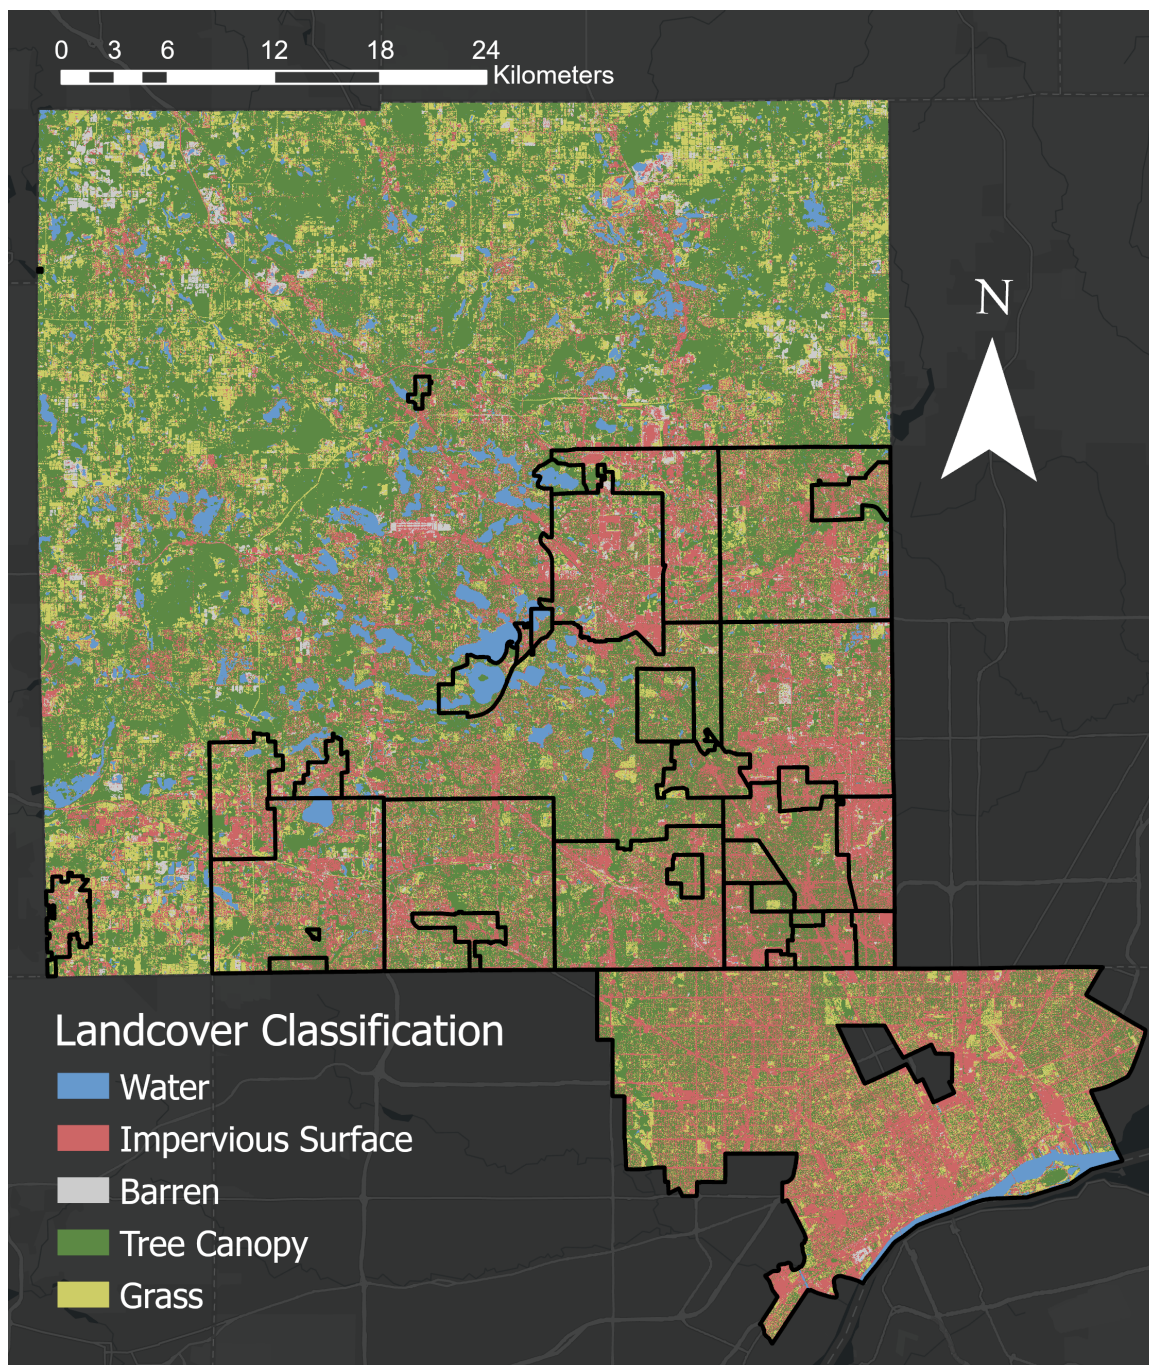 0 3 6 12 18 24
Kilometers
N
Landcover Classification
Water
Impervious Surface
Barren
Tree Canopy
Grass